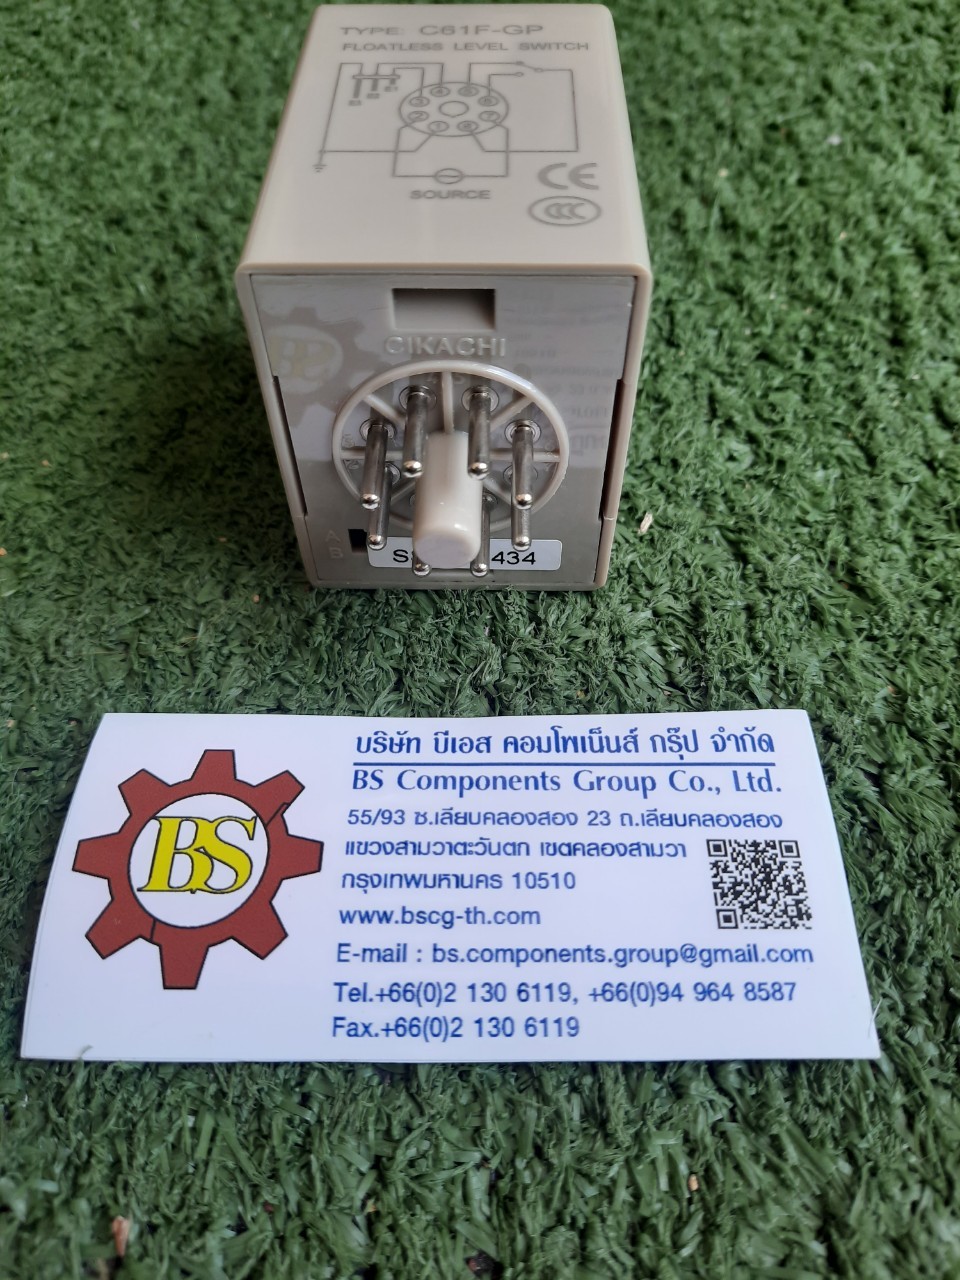 TYPE: C61F-GP
FLOATLESS LEVEL SWITCH
SOURCE
CE
CCC
CIKACHI
A
B
434
BS
บริษัท บีเอส คอมโพเน็นส์ กรุ๊ป จำกัด
BS Components Group Co., Ltd.
55/93 ซ.เลียบคลองสอง 23 ถ.เลียบคลองสอง
แขวงสามวาตะวันตก เขตคลองสามวา
กรุงเทพมหานคร 10510
www.bscg-th.com
E-mail : bs.components.group@gmail.com
Tel.+66(0)2 130 6119, +66(0)94 964 8587
Fax.+66(0)2 130 6119